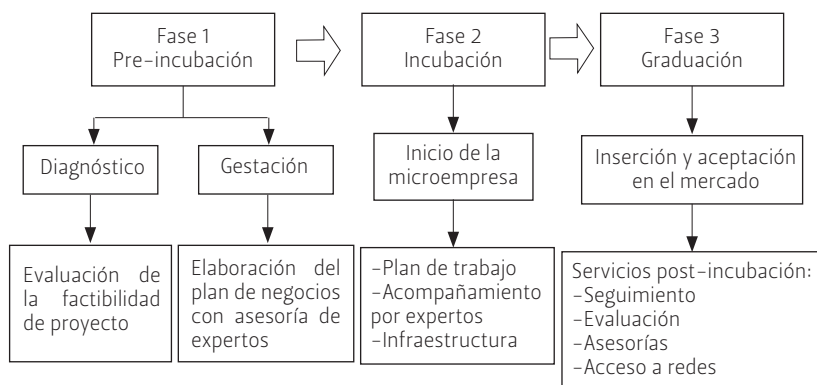 Fase 1
Pre-incubación
Fase 2
Incubación
Fase 3
Graduación
Diagnóstico
Gestación
Inicio de la
microempresa
Inserción y aceptación
en el mercado
Evaluación de
la factibilidad
de proyecto
Elaboración del
plan de negocios
con asesoría de
expertos
-Plan de trabajo
-Acompañamiento
por expertos
-Infraestructura
Servicios post-incubación:
-Seguimiento
-Evaluación
-Asesorías
-Acceso a redes